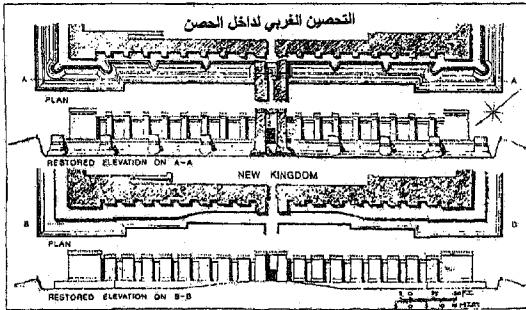 التحصين الغربي لداخل الحصن
A A
PLAN
RESTORED ELEVATION ON A-A
NEW KINGDOM
B
PLAN
RESTORED ELEVATION ON B-B